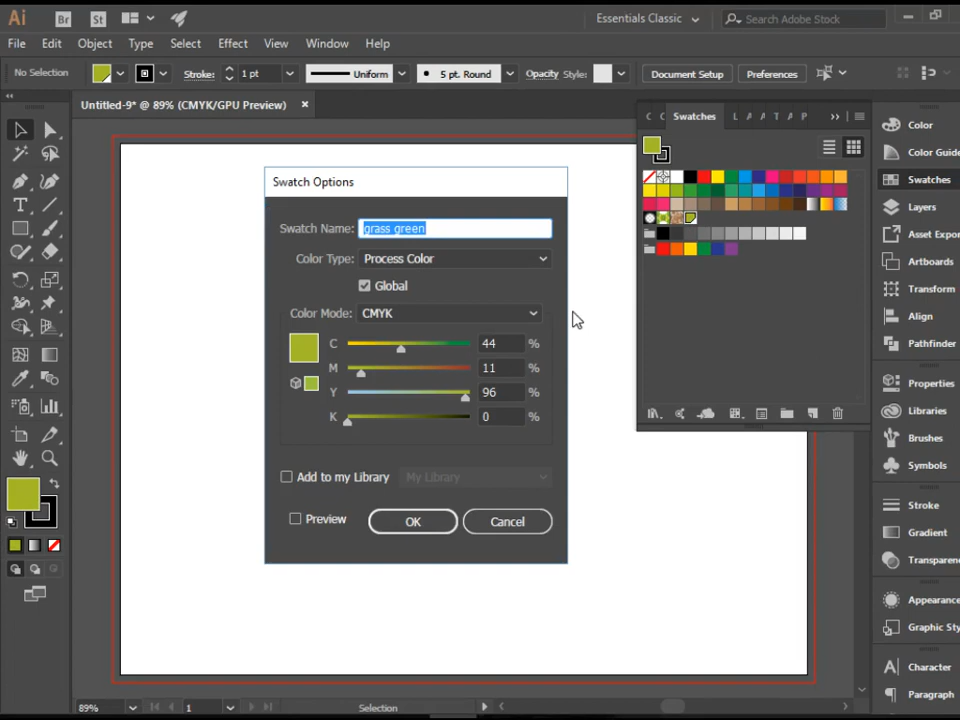 Ai Br St Essentials Classic Search Adobe Stock
File Edit Object Type Select Effect View Window Help
No Selection Stroke: 1 pt Uniform 5 pt. Round Opacity Style: Document Setup Preferences
Untitled-9* @ 89% (CMYK/GPU Preview) ×
C C Swatches L A A T A P
Color
Color Guide
Swatches
Layers
Asset Expor
Artboards
Transform
Align
Pathfinder
Properties
Libraries
Brushes
Symbols
Stroke
Gradient
Transparen
Appearance
Graphic Sty
Character
Paragraph
Swatch Options
Swatch Name: grass green
Color Type: Process Color
Global
Color Mode: CMYK
C 44 %
M 11 %
Y 96 %
K 0 %
Add to my Library My Library
Preview OK Cancel
89% 1 Selection